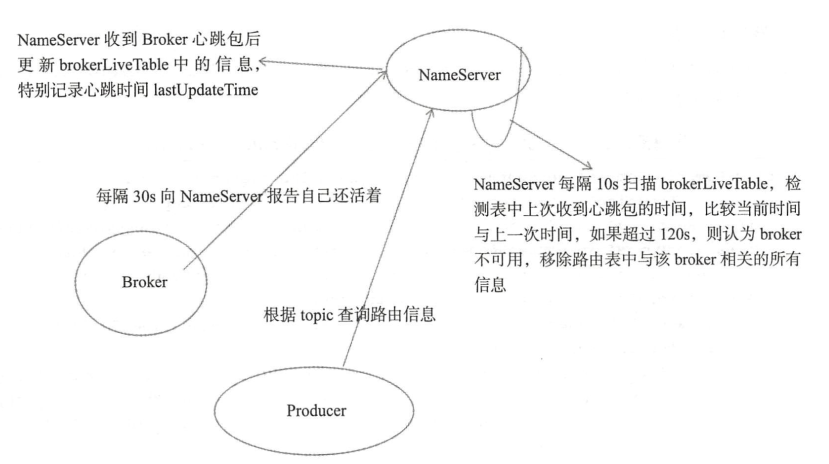 NameServer 收到 Broker 心跳包后
更新 brokerLiveTable 中的信息，
特别记录心跳时间 lastUpdateTime
NameServer
每隔 30s 向 NameServer 报告自己还活着
NameServer 每隔 10s 扫描 brokerLiveTable，检
测表中上次收到心跳包的时间，比较当前时间
与上一次时间，如果超过 120s，则认为 broker
不可用，移除路由表中与该 broker 相关的所有
信息
Broker
根据 topic 查询路由信息
Producer